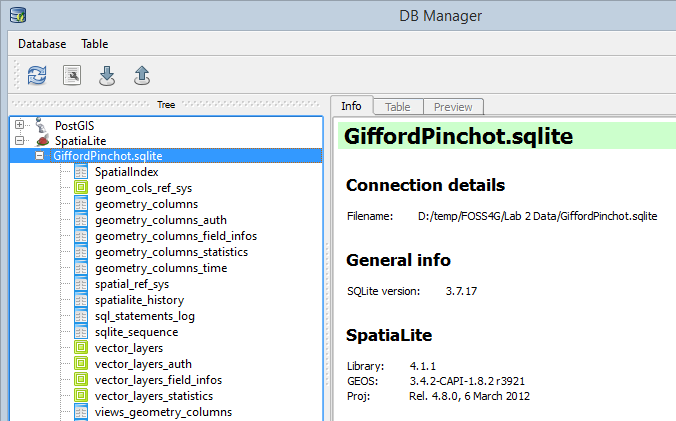 DB Manager
Database Table
Tree
PostGIS
SpatiaLite
GiffordPinchot.sqlite
SpatialIndex
geom_cols_ref_sys
geometry_columns
geometry_columns_auth
geometry_columns_field_infos
geometry_columns_statistics
geometry_columns_time
spatial_ref_sys
spatialite_history
sql_statements_log
sqlite_sequence
vector_layers
vector_layers_auth
vector_layers_field_infos
vector_layers_statistics
views_geometry_columns
Info Table Preview
GiffordPinchot.sqlite
Connection details
Filename: D:/temp/FOSS4G/Lab 2 Data/GiffordPinchot.sqlite
General info
SQLite version: 3.7.17
SpatiaLite
Library: 4.1.1
GEOS: 3.4.2-CAPI-1.8.2 r3921
Proj: Rel. 4.8.0, 6 March 2012